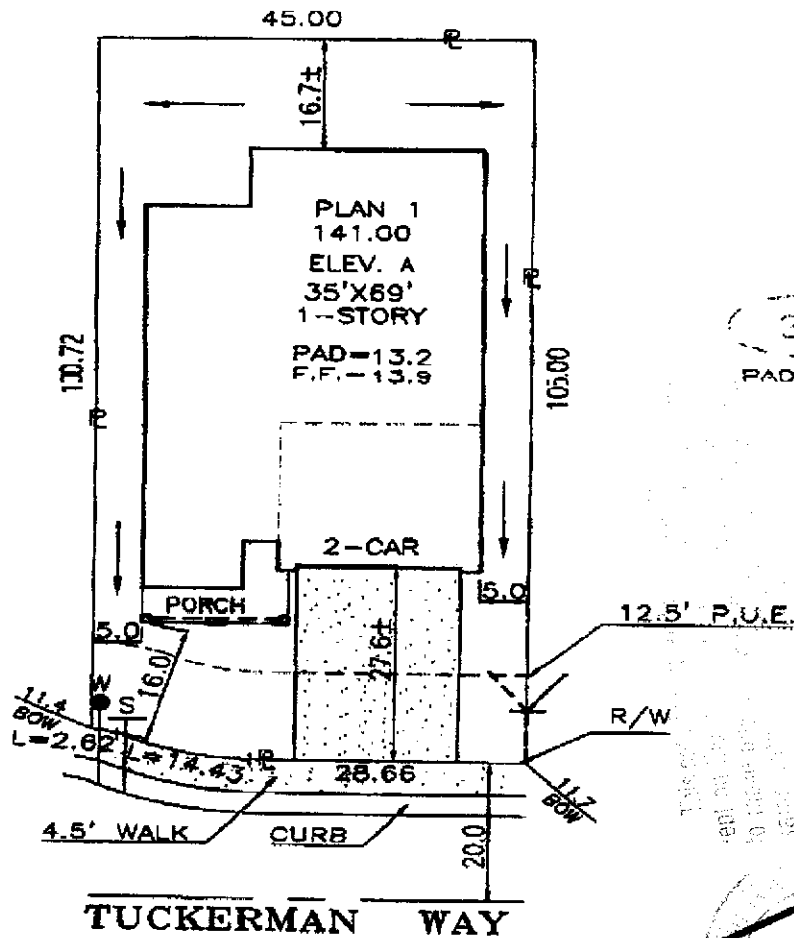 45.00
PL
16.7±
PLAN 1
141.00
ELEV. A
35'X69'
1-STORY
PAD=13.2
F.F.-13.9
PL
105.00
PAD
PL
2-CAR
PORCH
5.0
5.0
12.5' P.U.E.
27.6±
16.0
W
S
11.4
BOW
R/W
L=2.62'
L=14.43
PL
28.66
11.7
BOW
4.5' WALK
CURB
20.0
TUCKERMAN WAY